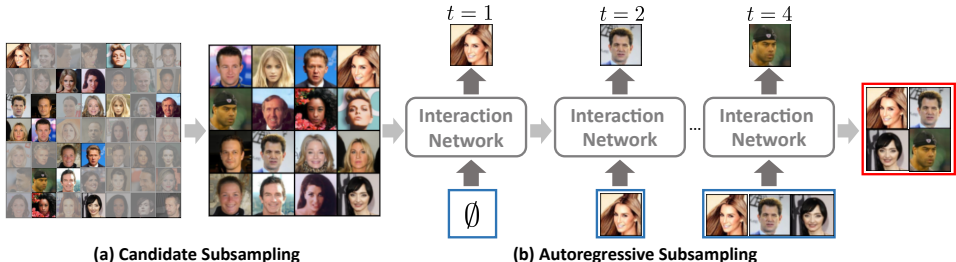 t = 1
t = 2
t = 4
Interaction Network
Interaction Network
...
Interaction Network
∅
(a) Candidate Subsampling
(b) Autoregressive Subsampling